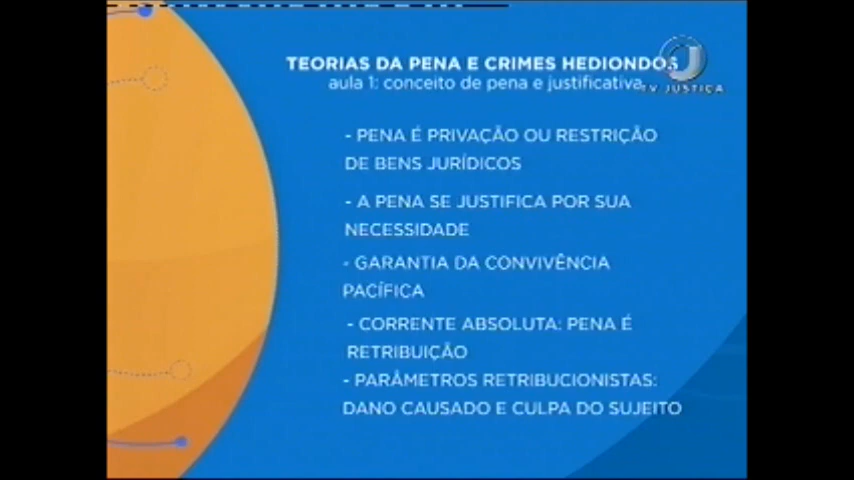 TEORIAS DA PENA E CRIMES HEDIONDOS
aula 1: conceito de pena e justificativa
TV JUSTIÇA
- PENA É PRIVAÇÃO OU RESTRIÇÃO
DE BENS JURÍDICOS
- A PENA SE JUSTIFICA POR SUA
NECESSIDADE
- GARANTIA DA CONVIVÊNCIA
PACÍFICA
- CORRENTE ABSOLUTA: PENA É
RETRIBUIÇÃO
- PARÂMETROS RETRIBUCIONISTAS:
DANO CAUSADO E CULPA DO SUJEITO